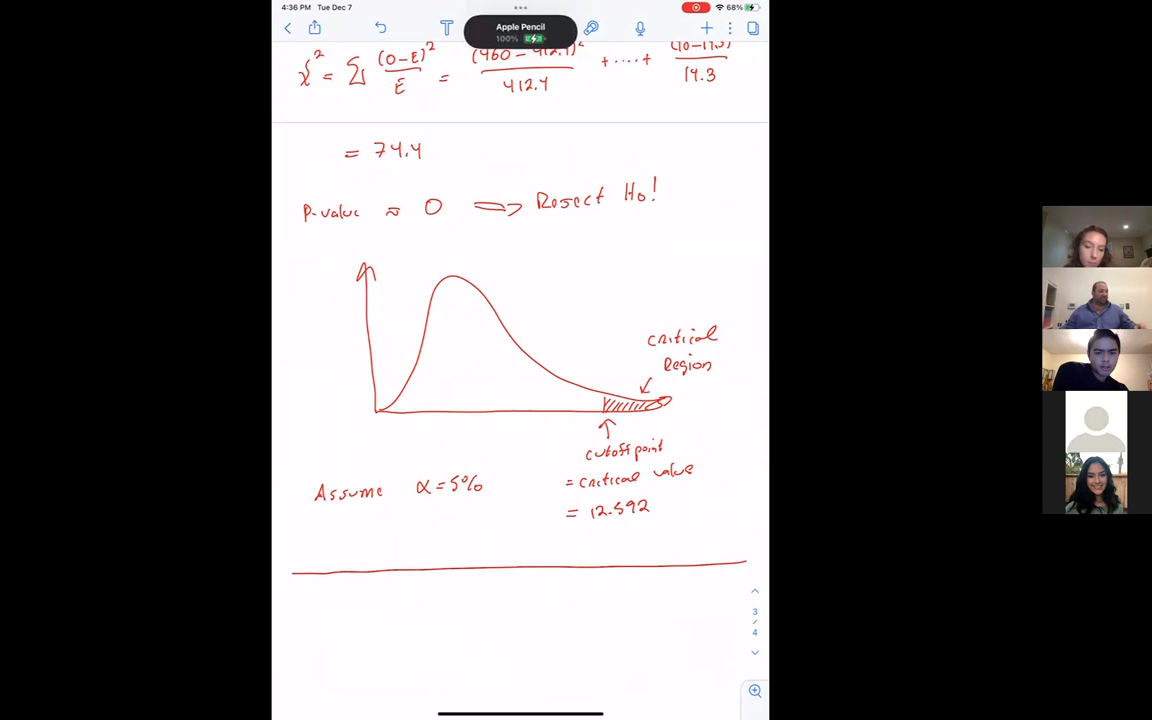 4:36 PM Tue Dec 7
68%
Apple Pencil
100%
χ² = Σ (O-E)² / E = (460 - 412.4)² / 412.4 + ..... + / 14.3
= 74.4
P-value ≈ 0 ⟹ Reject Ho!
critical
Region
cutoff point
= critical value
= 12.592
Assume α = 5%
3
/
4